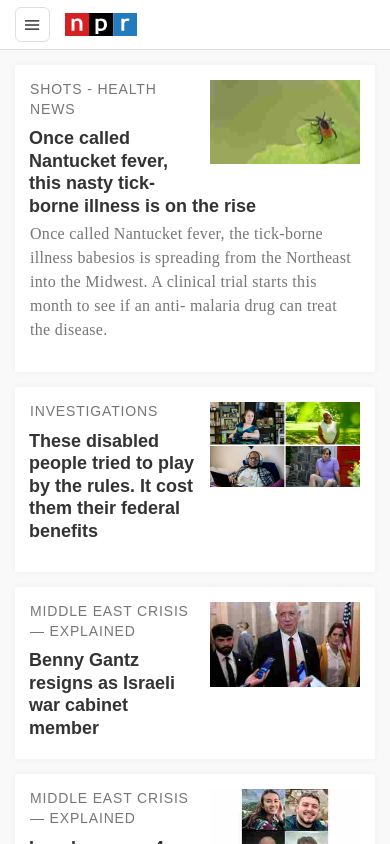 npr
SHOTS - HEALTH
NEWS
Once called
Nantucket fever,
this nasty tick-
borne illness is on the rise
Once called Nantucket fever, the tick-borne
illness babesios is spreading from the Northeast
into the Midwest. A clinical trial starts this
month to see if an anti- malaria drug can treat
the disease.
INVESTIGATIONS
These disabled
people tried to play
by the rules. It cost
them their federal
benefits
MIDDLE EAST CRISIS
— EXPLAINED
Benny Gantz
resigns as Israeli
war cabinet
member
MIDDLE EAST CRISIS
— EXPLAINED